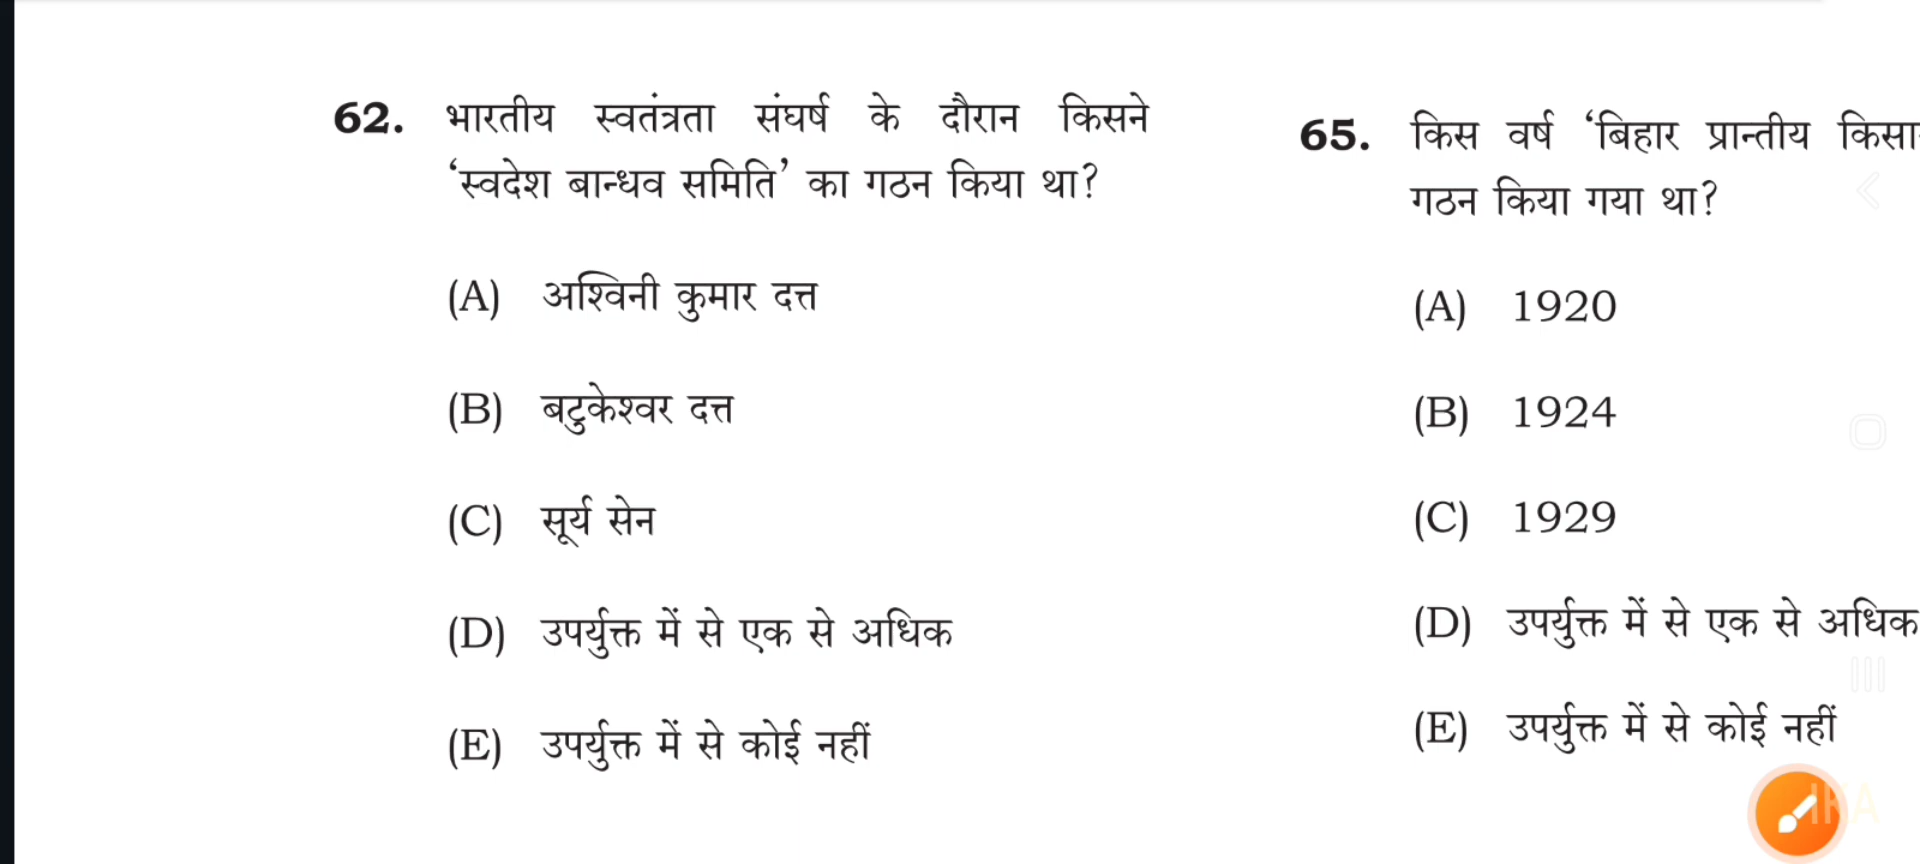 62. भारतीय स्वतंत्रता संघर्ष के दौरान किसने
‘स्वदेश बान्धव समिति’ का गठन किया था?
(A) अश्विनी कुमार दत्त
(B) बटुकेश्वर दत्त
(C) सूर्य सेन
(D) उपर्युक्त में से एक से अधिक
(E) उपर्युक्त में से कोई नहीं
65. किस वर्ष ‘बिहार प्रान्तीय
गठन किया गया था?
(A) 1920
(B) 1924
(C) 1929
(D) उपर्युक्त में से एक से अधिक
(E) उपर्युक्त में से कोई नहीं